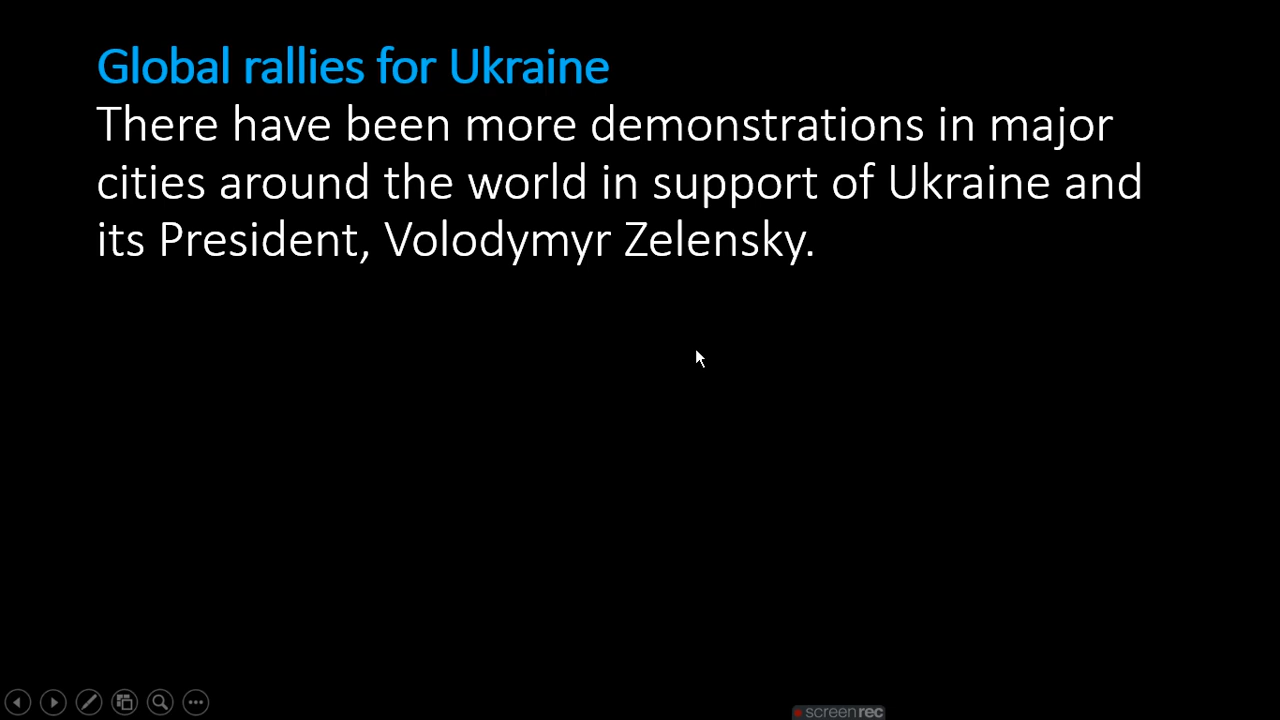 Global rallies for Ukraine
There have been more demonstrations in major
cities around the world in support of Ukraine and
its President, Volodymyr Zelensky.
screenrec